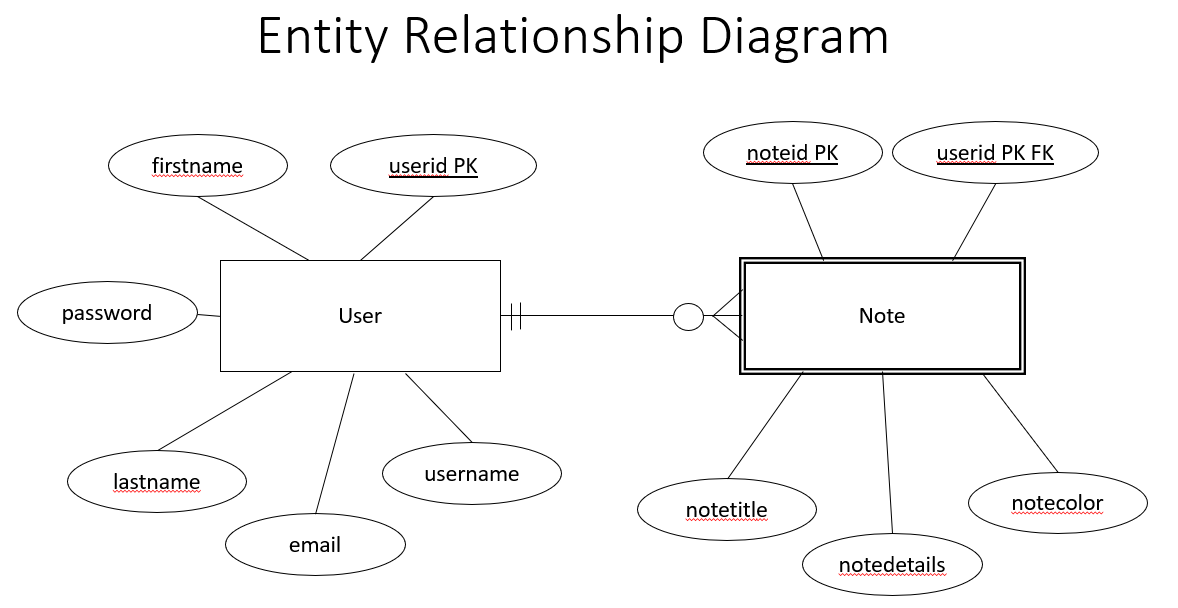 Entity Relationship Diagram
firstname
userid PK
noteid PK
userid PK FK
password
User
Note
lastname
username
email
notetitle
notecolor
notedetails